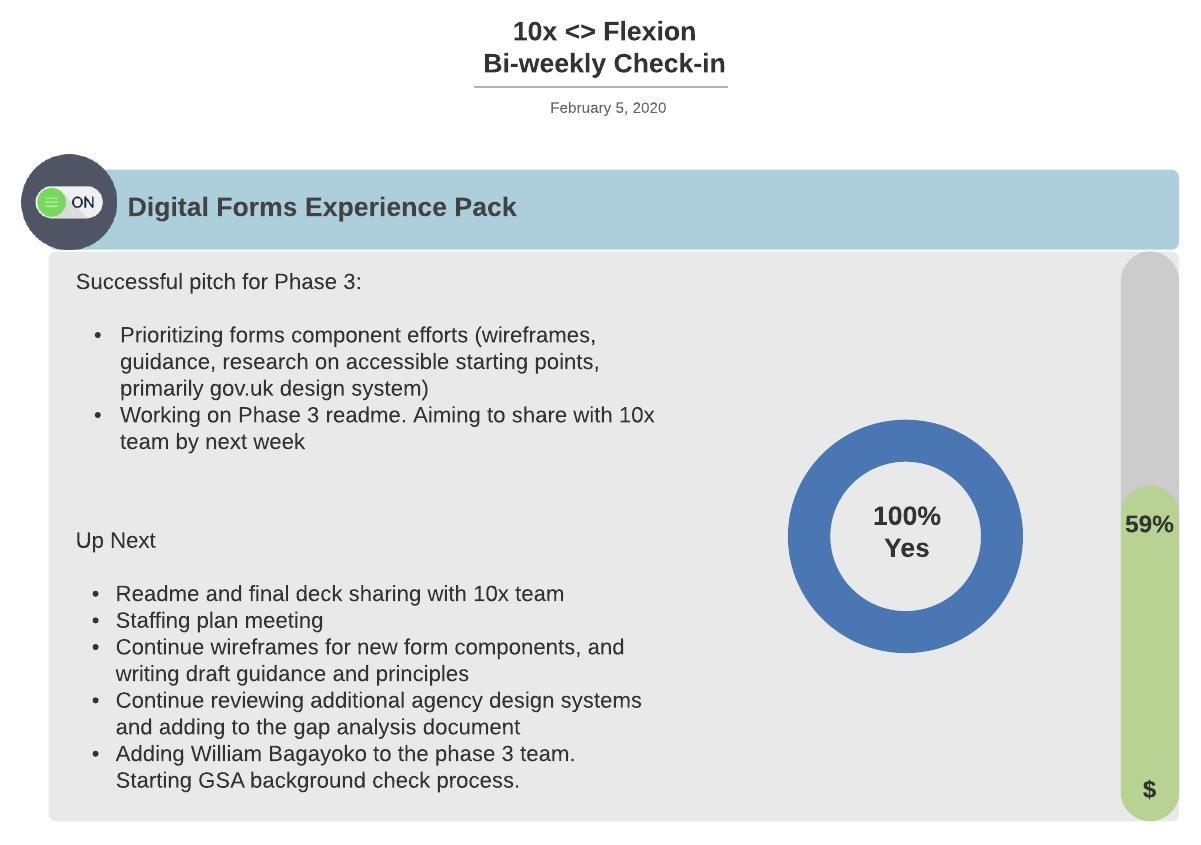 10x <> Flexion
Bi-weekly Check-in
February 5, 2020
ON
Digital Forms Experience Pack
Successful pitch for Phase 3:
• Prioritizing forms component efforts (wireframes,
guidance, research on accessible starting points,
primarily gov.uk design system)
• Working on Phase 3 readme. Aiming to share with 10x
team by next week
Up Next
• Readme and final deck sharing with 10x team
• Staffing plan meeting
• Continue wireframes for new form components, and
writing draft guidance and principles
• Continue reviewing additional agency design systems
and adding to the gap analysis document
• Adding William Bagayoko to the phase 3 team.
Starting GSA background check process.
100%
Yes
59%
$